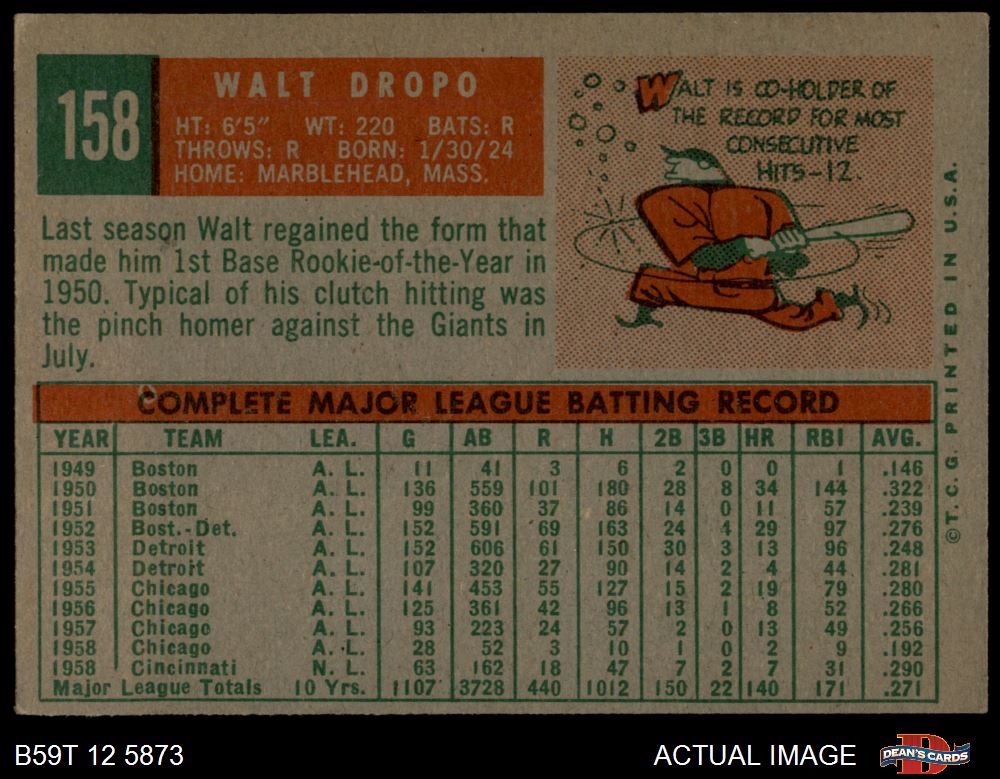 158
WALT DROPO
HT: 6'5" WT: 220 BATS: R
THROWS: R BORN: 1/30/24
HOME: MARBLEHEAD, MASS.
WALT IS CO-HOLDER OF
THE RECORD FOR MOST
CONSECUTIVE
HITS-12.
Last season Walt regained the form that
made him 1st Base Rookie-of-the-Year in
1950. Typical of his clutch hitting was
the pinch homer against the Giants in
July.
COMPLETE MAJOR LEAGUE BATTING RECORD
YEAR TEAM LEA. G AB R H 2B 3B HR RBI AVG.
1949 Boston A. L. 11 41 3 6 2 0 0 1 .146
1950 Boston A. L. 136 559 101 180 28 8 34 144 .322
1951 Boston A. L. 99 360 37 86 14 0 11 57 .239
1952 Bost.-Det. A. L. 152 591 69 163 24 4 29 97 .276
1953 Detroit A. L. 152 606 61 150 30 3 13 96 .248
1954 Detroit A. L. 107 320 27 90 14 2 4 44 .281
1955 Chicago A. L. 141 453 55 127 15 2 19 79 .280
1956 Chicago A. L. 125 361 42 96 13 1 8 52 .266
1957 Chicago A. L. 93 223 24 57 2 0 13 49 .256
1958 Chicago A. L. 28 52 3 10 1 0 2 9 .192
1958 Cincinnati N. L. 63 162 18 47 7 2 7 31 .290
Major League Totals 10 Yrs. 1107 3728 440 1012 150 22 140 171 .271
©T.C.G. PRINTED IN U.S.A.
B59T 12 5873
ACTUAL IMAGE
D
DEAN'S CARDS